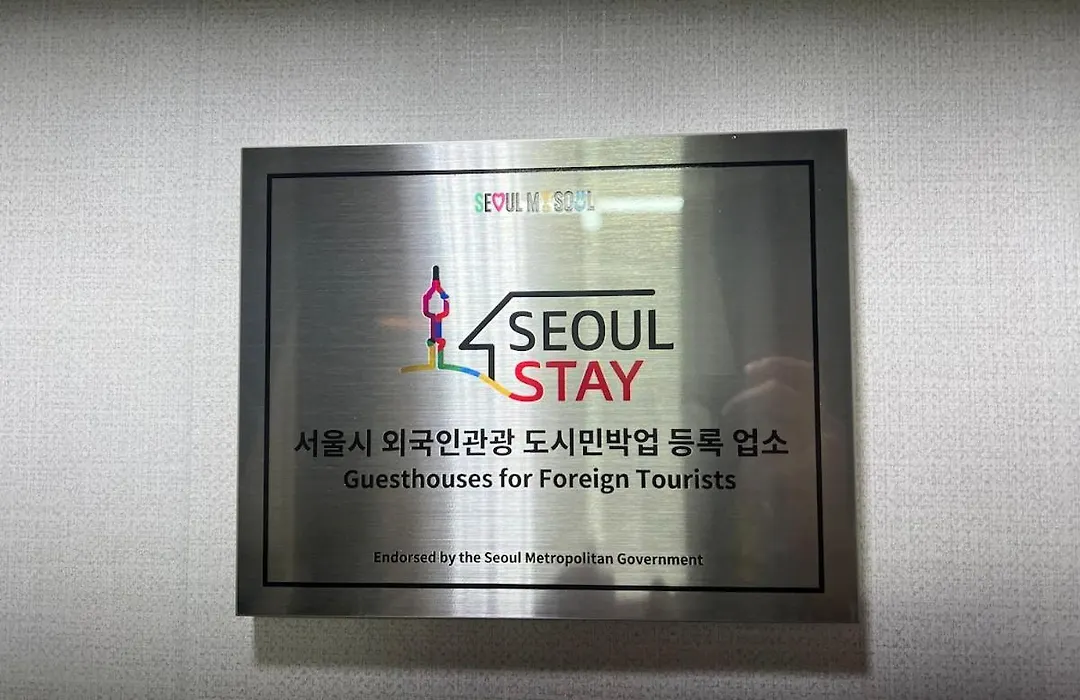 SEOUL MY SOUL
SEOUL
STAY
서울시 외국인관광 도시민박업 등록 업소
Guesthouses for Foreign Tourists
Endorsed by the Seoul Metropolitan Government